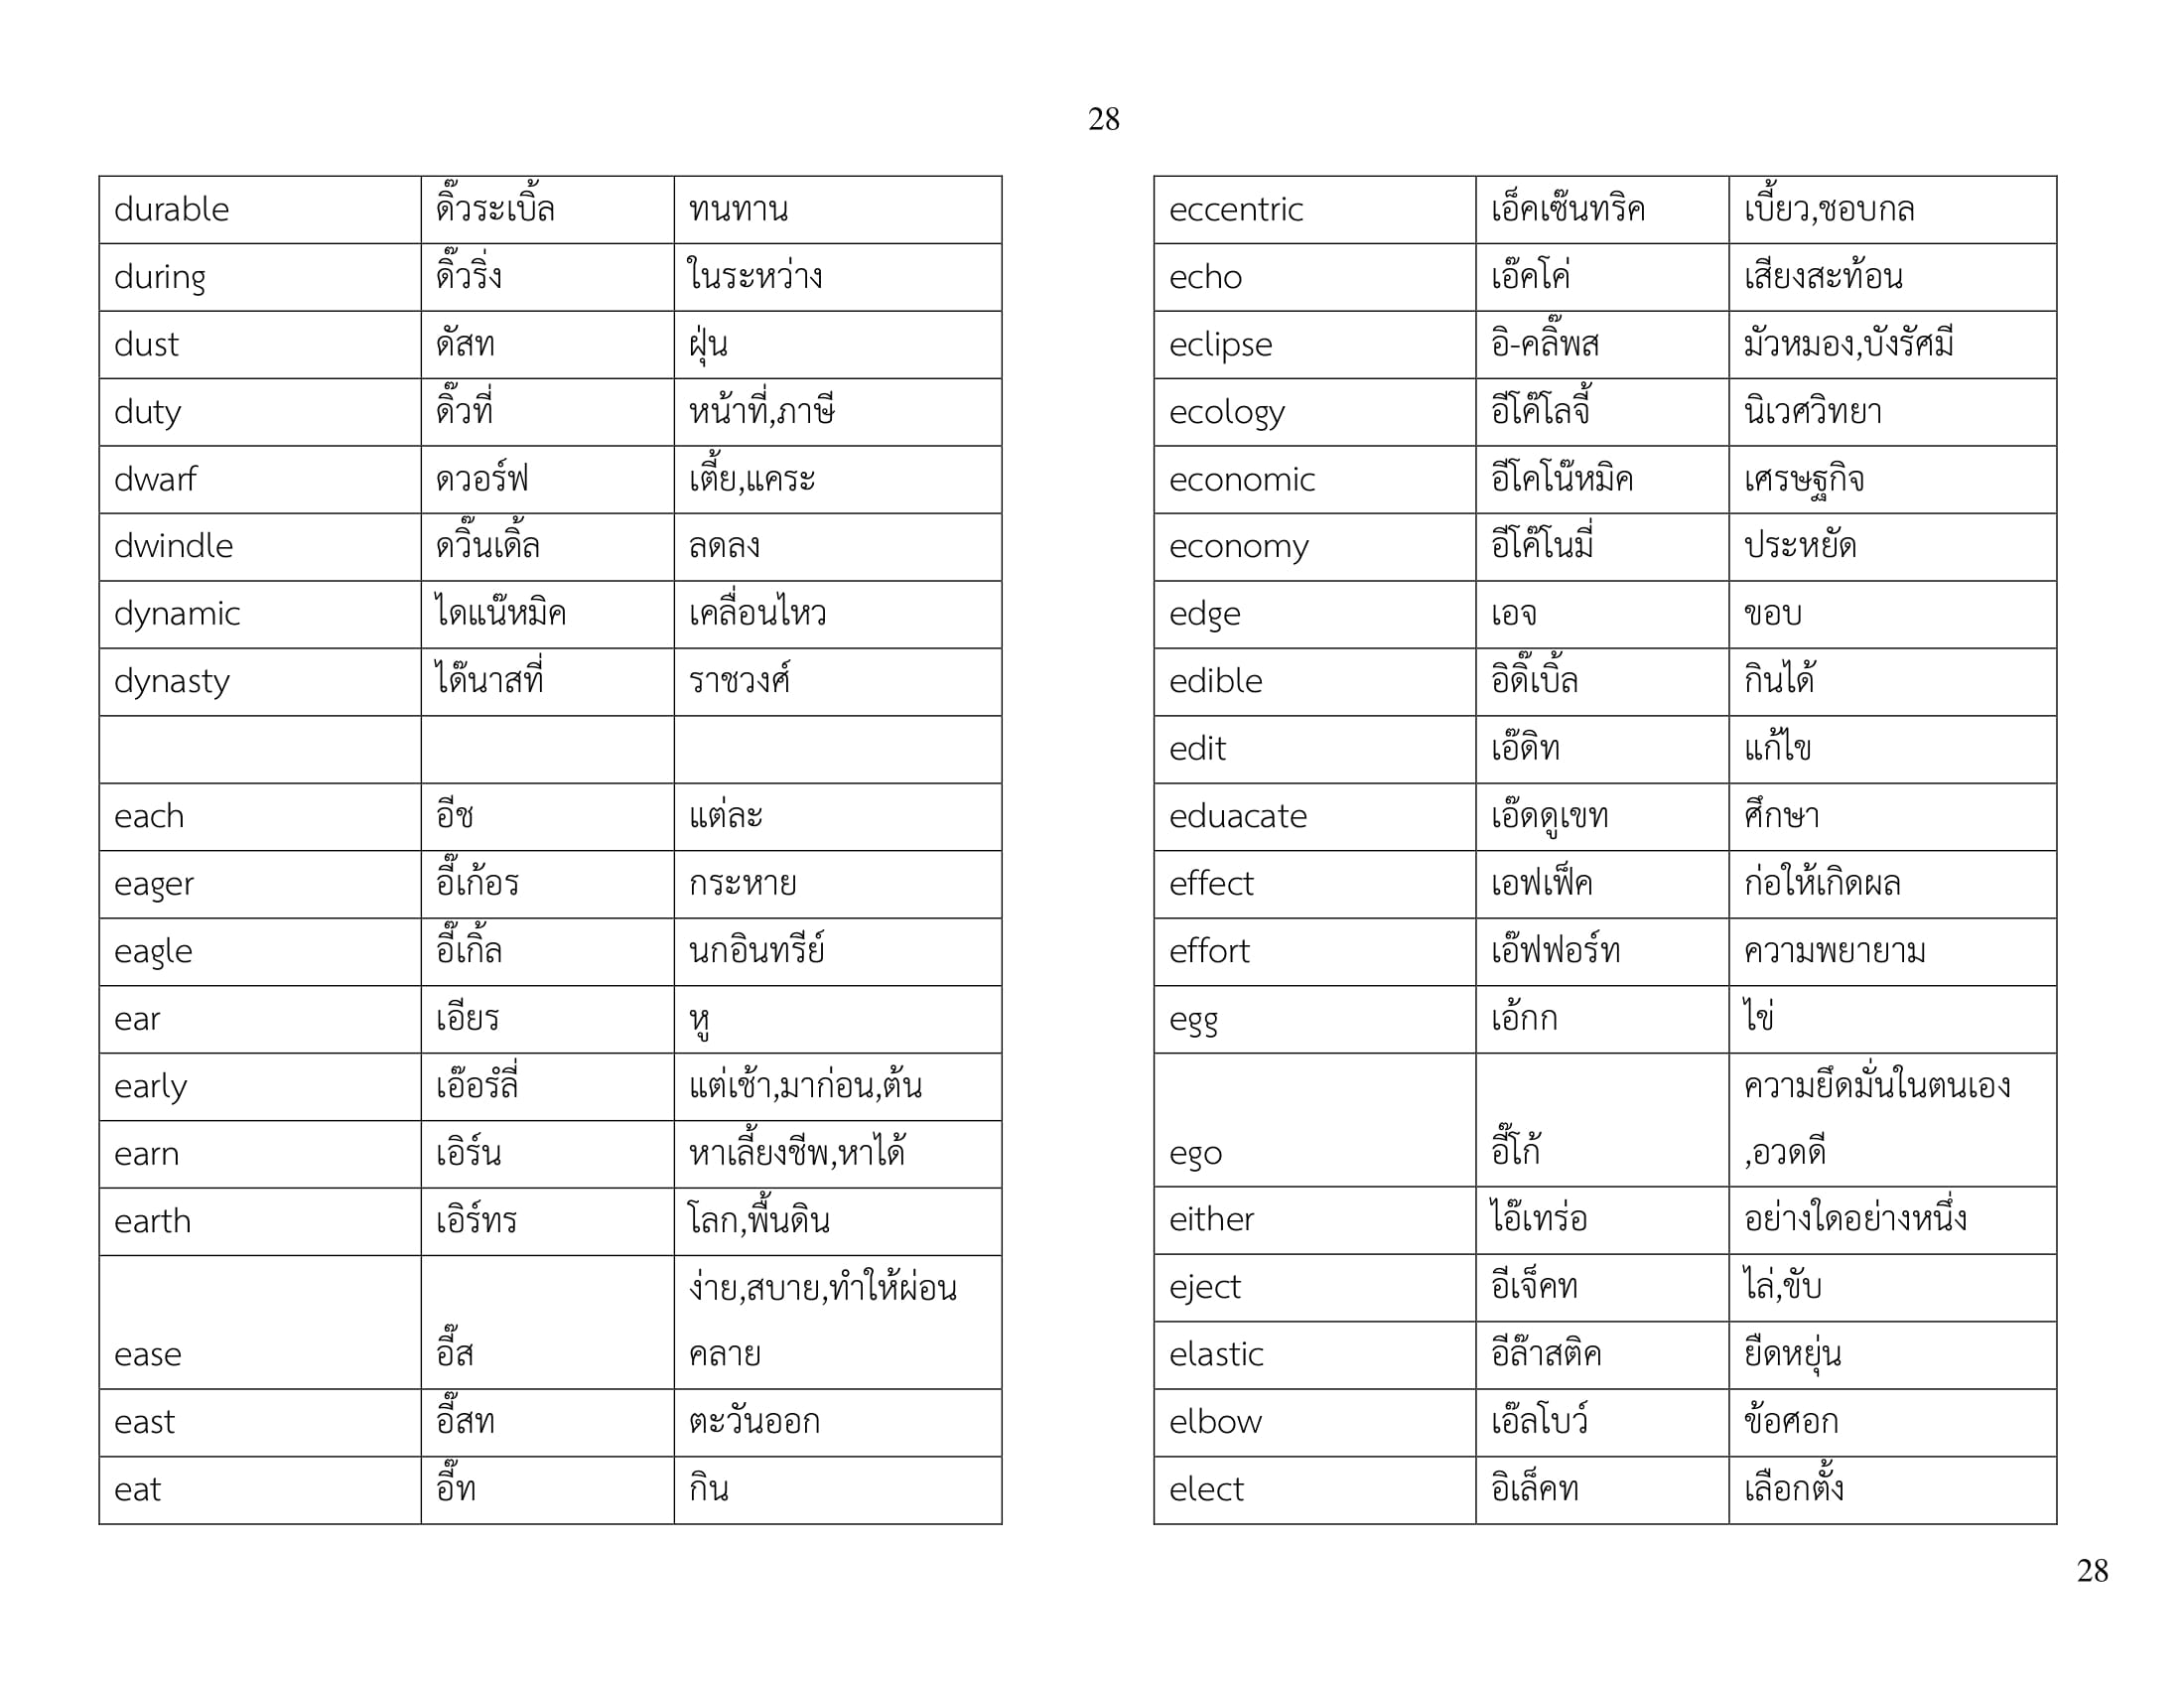 28
durable ดิ๊วระเบิ้ล ทนทาน
during ดิ๊วริ่ง ในระหว่าง
dust ดัสท ฝุ่น
duty ดิ๊วที่ หน้าที่,ภาษี
dwarf ดวอร์ฟ เตี้ย,แคระ
dwindle ดวิ๊นเดิ้ล ลดลง
dynamic ไดแน๊หมิค เคลื่อนไหว
dynasty ได๊นาสที่ ราชวงศ์
each อีช แต่ละ
eager อี๊เก้อร กระหาย
eagle อี๊เกิ้ล นกอินทรีย์
ear เอียร หู
early เอ๊อร์ลี่ แต่เช้า,มาก่อน,ต้น
earn เอิร์น หาเลี้ยงชีพ,หาได้
earth เอิร์ทร โลก,พื้นดิน
ง่าย,สบาย,ทำให้ผ่อน
ease อี๊ส คลาย
east อี๊สท ตะวันออก
eat อี๊ท กิน
eccentric เอ็คเซ๊นทริค เบี้ยว,ชอบกล
echo เอ๊คโค่ เสียงสะท้อน
eclipse อิ-คลิ๊พส มัวหมอง,บังรัศมี
ecology อีโค๊โลจี้ นิเวศวิทยา
economic อีโคโน๊หมิค เศรษฐกิจ
economy อีโค๊โนมี่ ประหยัด
edge เอจ ขอบ
edible อิดิ๊เบิ้ล กินได้
edit เอ๊ดิท แก้ไข
eduacate เอ๊ดดูเขท ศึกษา
effect เอฟเฟ็ค ก่อให้เกิดผล
effort เอ๊ฟฟอร์ท ความพยายาม
egg เอ้กก ไข่
ความยึดมั่นในตนเอง
ego อี๊โก้ ,อวดดี
either ไอ๊เทร่อ อย่างใดอย่างหนึ่ง
eject อีเจ็คท ไล่,ขับ
elastic อีล๊าสติค ยืดหยุ่น
elbow เอ๊ลโบว์ ข้อศอก
elect อิเล็คท เลือกตั้ง
28